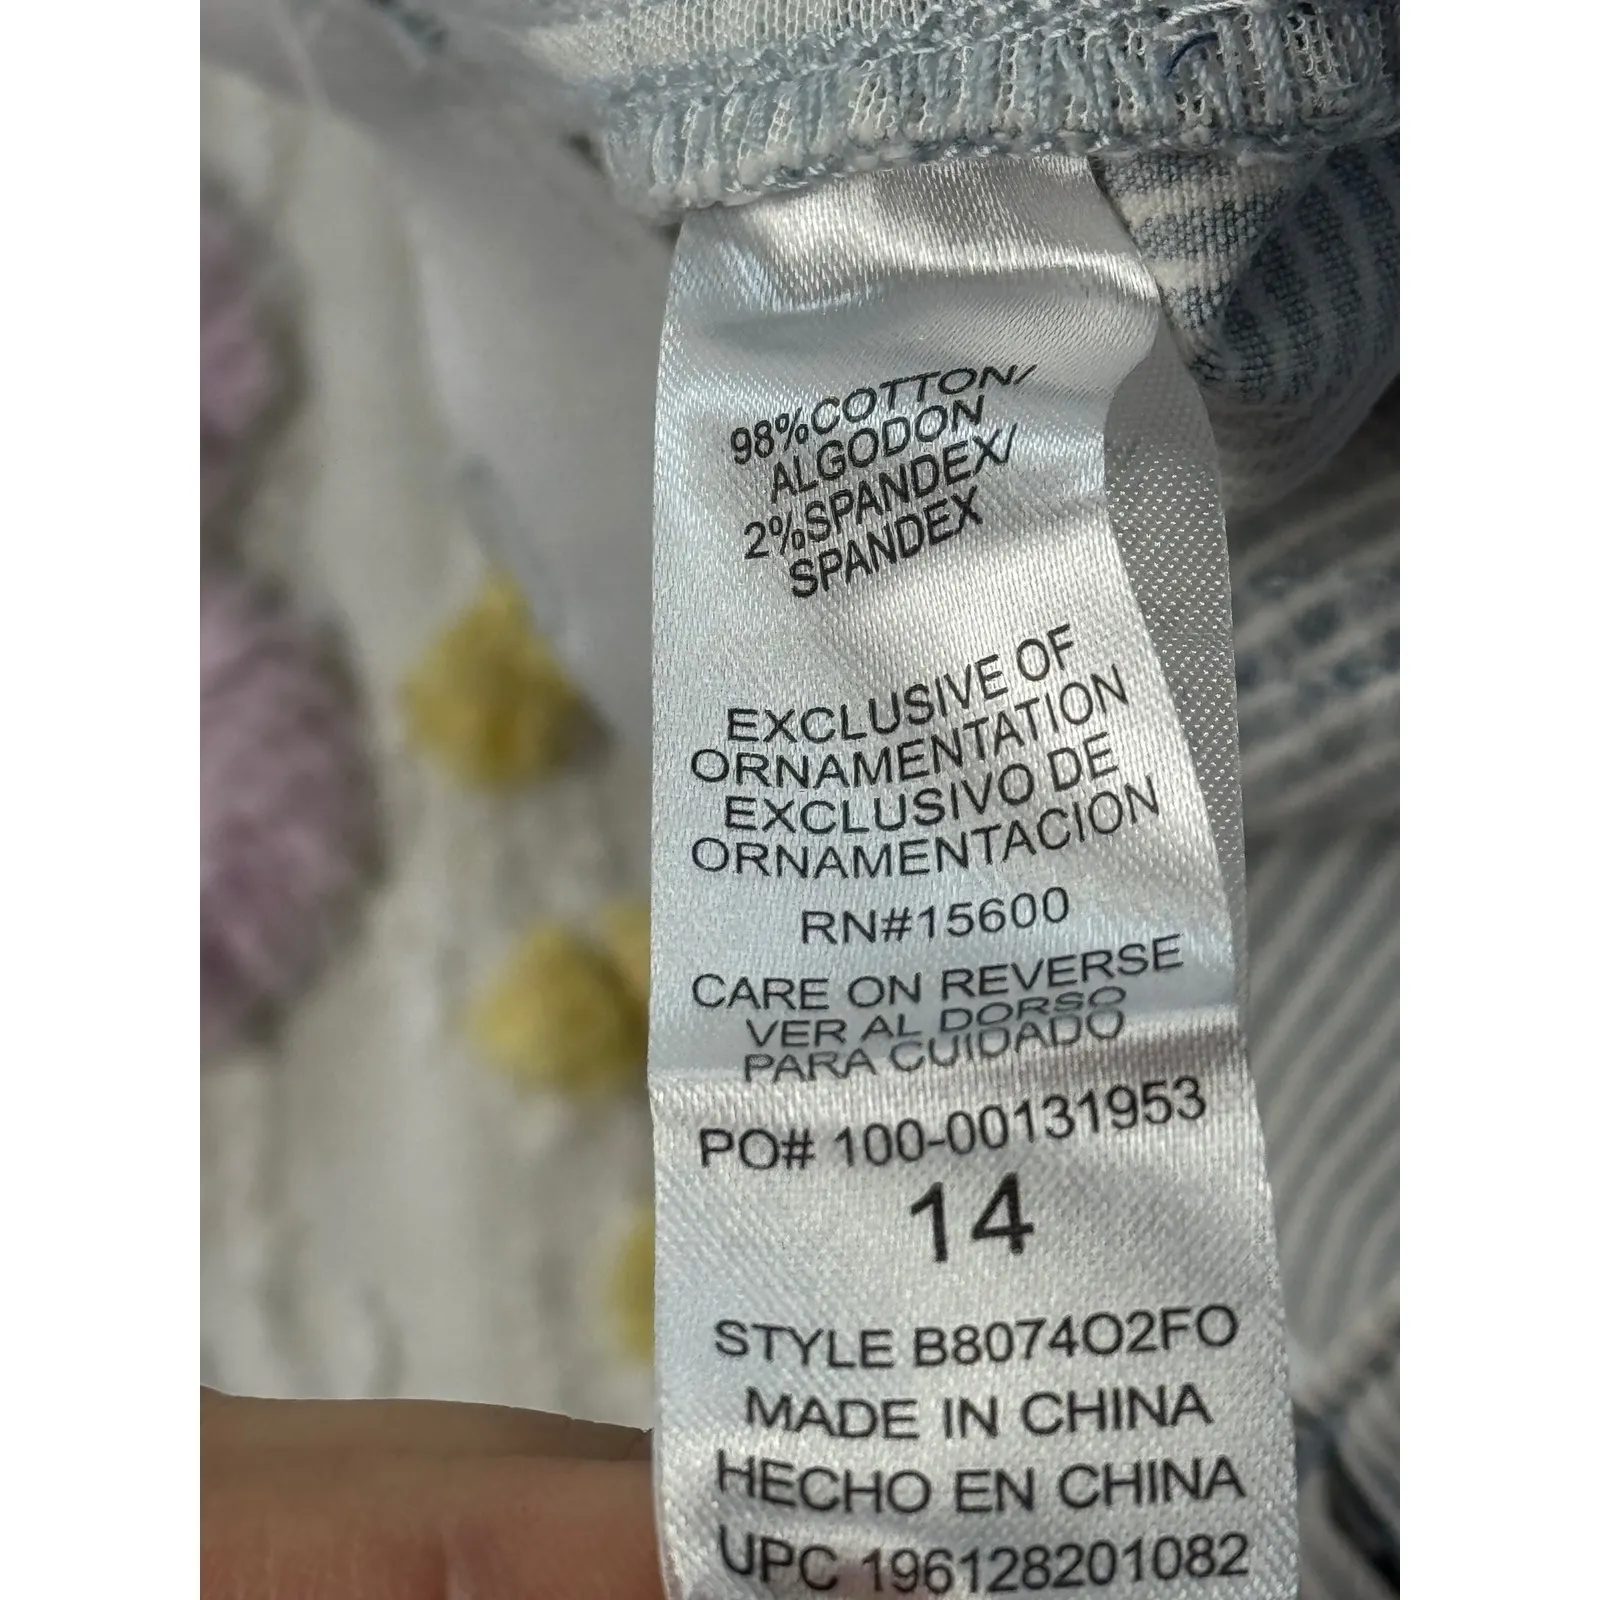 98%COTTON/
ALGODON
2%SPANDEX/
SPANDEX
EXCLUSIVE OF
ORNAMENTATION
EXCLUSIVO DE
ORNAMENTACION
RN#15600
CARE ON REVERSE
VER AL DORSO
PARA CUIDADO
PO# 100-00131953
14
STYLE B8074O2FO
MADE IN CHINA
HECHO EN CHINA
UPC 196128201082